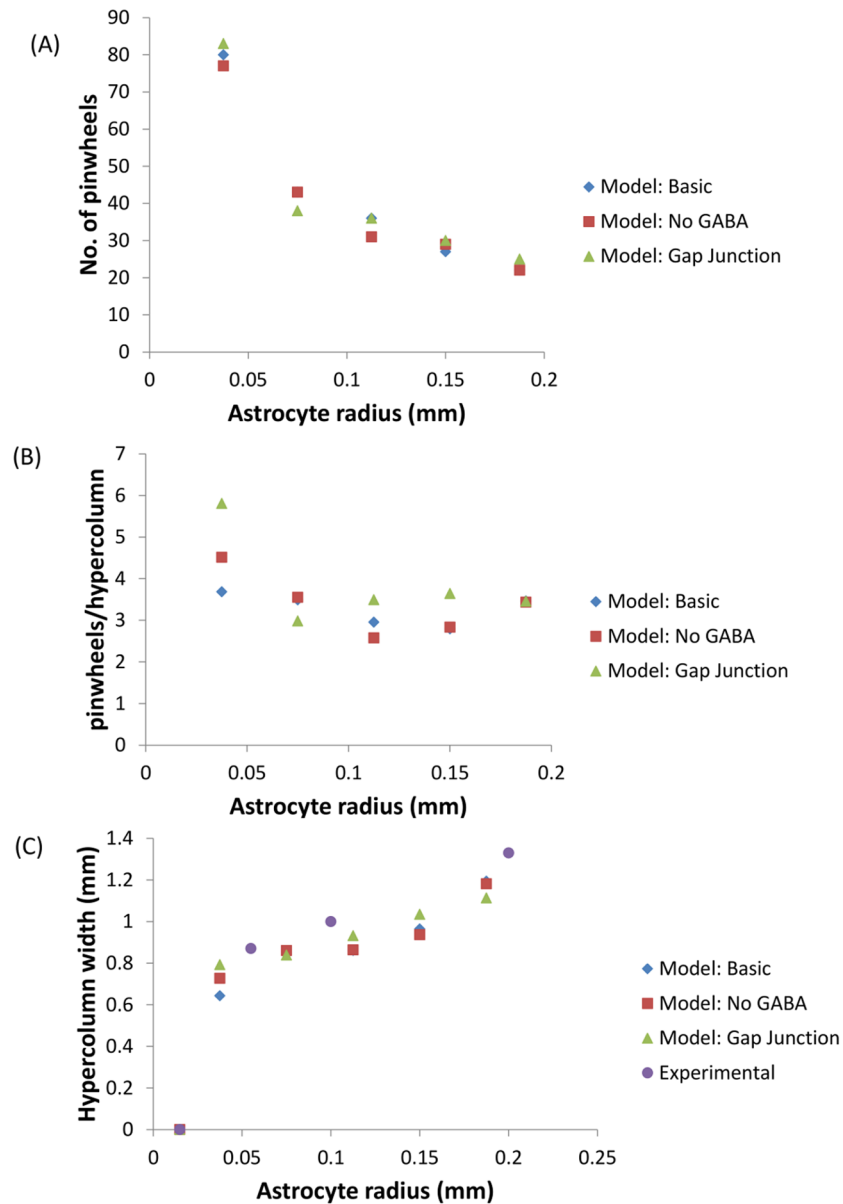 (A)
No. of pinwheels
90
80
70
60
50
40
30
20
10
0
0
0.05
0.1
0.15
0.2
Astrocyte radius (mm)
Model: Basic
Model: No GABA
Model: Gap Junction
(B)
pinwheels/hypercolumn
7
6
5
4
3
2
1
0
0
0.05
0.1
0.15
0.2
Astrocyte radius (mm)
Model: Basic
Model: No GABA
Model: Gap Junction
(C)
Hypercolumn width (mm)
1.4
1.2
1
0.8
0.6
0.4
0.2
0
0
0.05
0.1
0.15
0.2
0.25
Astrocyte radius (mm)
Model: Basic
Model: No GABA
Model: Gap Junction
Experimental